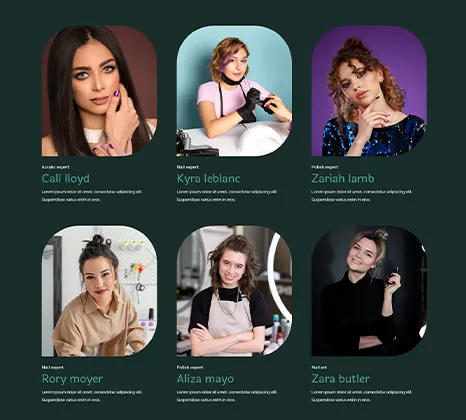 Acrylic expert
Cali lloyd
Lorem ipsum dolor sit amet, consectetur adipiscing elit.
Suspendisse varius enim in eros.
Nail expert
Kyra leblanc
Lorem ipsum dolor sit amet, consectetur adipiscing elit.
Suspendisse varius enim in eros.
Polish expert
Zariah lamb
Lorem ipsum dolor sit amet, consectetur adipiscing elit.
Suspendisse varius enim in eros.
Nail expert
Rory moyer
Lorem ipsum dolor sit amet, consectetur adipiscing elit.
Suspendisse varius enim in eros.
Polish expert
Aliza mayo
Lorem ipsum dolor sit amet, consectetur adipiscing elit.
Suspendisse varius enim in eros.
Nail art
Zara butler
Lorem ipsum dolor sit amet, consectetur adipiscing elit.
Suspendisse varius enim in eros.